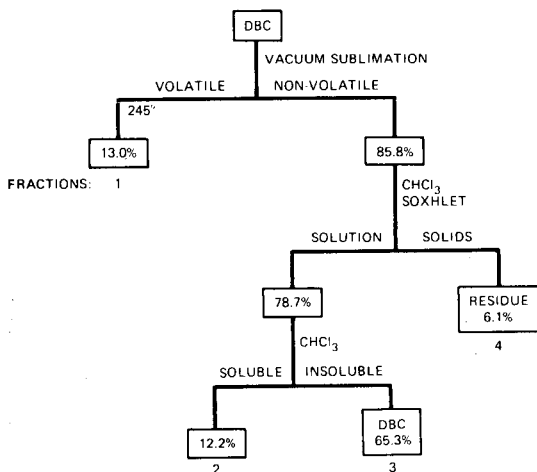 DBC
VACUUM SUBLIMATION
VOLATILE NON-VOLATILE
245°
13.0% 85.8%
FRACTIONS: 1
CHCl₃
SOXHLET
SOLUTION SOLIDS
78.7%
RESIDUE
6.1%
4
CHCl₃
SOLUBLE INSOLUBLE
12.2%
DBC
65.3%
2 3